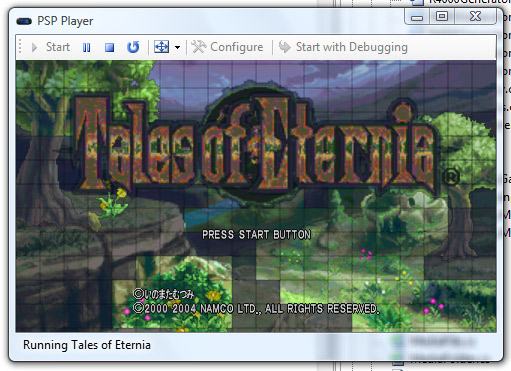 PSP Player
Start
Configure
Start with Debugging
Tales of Eternia®
PRESS START BUTTON
©いのまたむつみ
©2000 2004 NAMCO LTD., ALL RIGHTS RESERVED.
Running Tales of Eternia